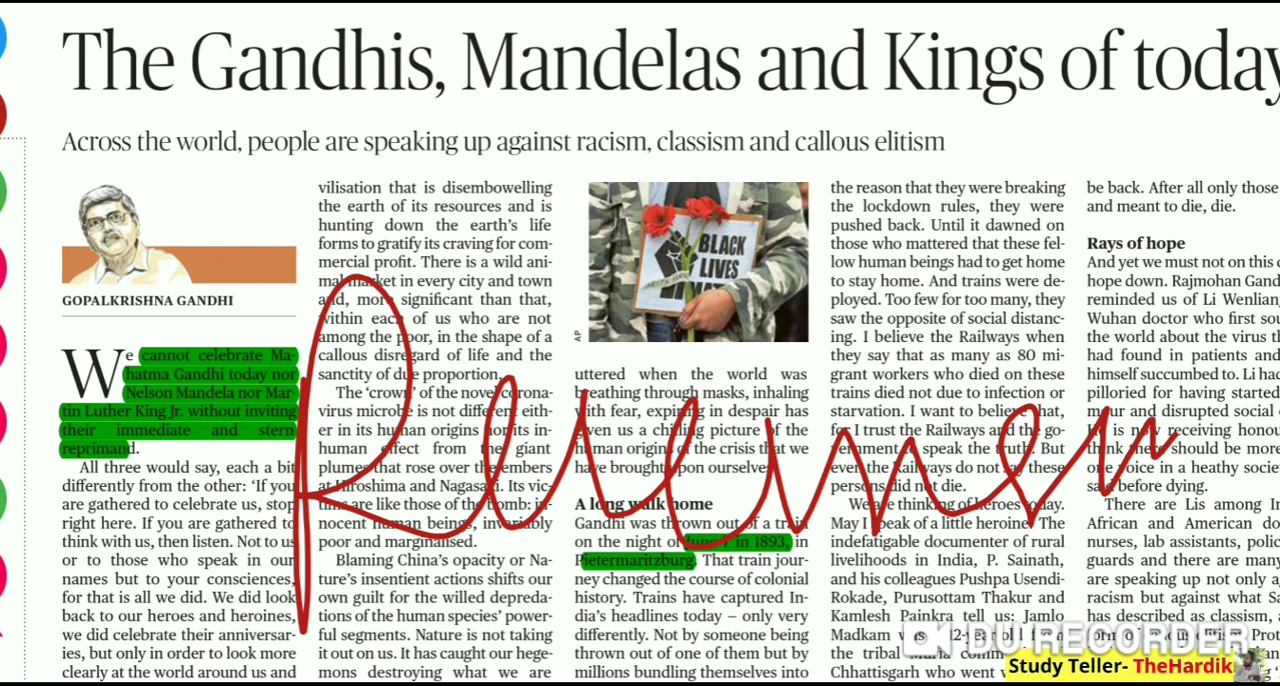 The Gandhis, Mandelas and Kings of today
Across the world, people are speaking up against racism, classism and callous elitism
GOPALKRISHNA GANDHI
We cannot celebrate Ma-
hatma Gandhi today nor
Nelson Mandela nor Mar-
tin Luther King Jr. without inviting
their immediate and stern
reprimand.
All three would say, each a bit
differently from the other: 'If you
are gathered to celebrate us, stop
right here. If you are gathered to
think with us, then listen. Not to us
or to those who speak in our
names but to your consciences,
for that is all we did. We did look
back to our heroes and heroines,
we did celebrate their anniversar-
ies, but only in order to look more
clearly at the world around us and
vilisation that is disembowelling
the earth of its resources and is
hunting down the earth's life
forms to gratify its craving for com-
mercial profit. There is a wild ani-
mal market in every city and town
and, more significant than that,
within each of us who are not
among the poor, in the shape of a
callous disregard of life and the
sanctity of due proportion.
The 'crown' of the novel corona-
virus microbe is not different eith-
er in its human origins nor its in-
human effect from the giant
plumes that rose over the embers
at Hiroshima and Nagasaki. Its vic-
tims are like those of the bomb: in-
nocent human beings, invariably
poor and marginalised.
Blaming China's opacity or Na-
ture's insentient actions shifts our
own guilt for the willed depreda-
tions of the human species' power-
ful segments. Nature is not taking
it out on us. It has caught our hege-
mons destroying what we are
BLACK
LIVES
AP
uttered when the world was
breathing through masks, inhaling
with fear, expiring in despair has
given us a chilling picture of the
human origins of the crisis that we
have brought upon ourselves.
A long walk home
Gandhi was thrown out of a train
on the night of June 7 in 1893, in
Pietermaritzburg. That train jour-
ney changed the course of colonial
history. Trains have captured In-
dia's headlines today – only very
differently. Not by someone being
thrown out of one of them but by
millions bundling themselves into
the reason that they were breaking
the lockdown rules, they were
pushed back. Until it dawned on
those who mattered that these fel-
low human beings had to get home
to stay home. And trains were de-
ployed. Too few for too many, they
saw the opposite of social distanc-
ing. I believe the Railways when
they say that as many as 80 mi-
grant workers who died on these
trains died not due to infection or
starvation. I want to believe that,
for I trust the Railways and the go-
vernment to speak the truth. But
even the Railways do not say these
persons did not die.
We are thinking of heroes today.
May I speak of a little heroine? The
indefatigable documenter of rural
livelihoods in India, P. Sainath,
and his colleagues Pushpa Usendi-
Rokade, Purusottam Thakur and
Kamlesh Painkra tell us: Jamlo
Madkam was 12-year-old from
the tribal Muria
Chhattisgarh who went
be back. After all only those
and meant to die, die.
Rays of hope
And yet we must not on this
hope down. Rajmohan Gand
reminded us of Li Wenlian
Wuhan doctor who first
the world about the virus
had found in patients and
himself succumbed to. Li had
pilloried for having started
mour and disrupted social
He is now receiving honou
think there should be more
one voice in a heathy socie
said before dying.
There are Lis among In
African and American do
nurses, lab assistants, polic
guards and there are many
are speaking up not only a
racism but against what Sa
has described as classism,
DU RECORDER
Study Teller- TheHardik